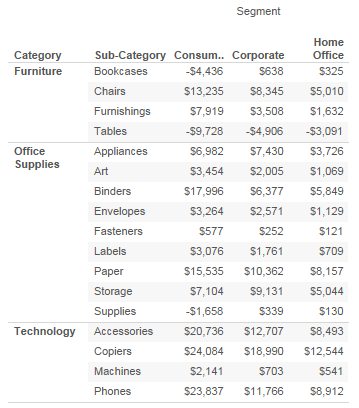 Segment
Home
Category Sub-Category Consum.. Corporate Office
Furniture Bookcases -$4,436 $638 $325
Chairs $13,235 $8,345 $5,010
Furnishings $7,919 $3,508 $1,632
Tables -$9,728 -$4,906 -$3,091
Office Appliances $6,982 $7,430 $3,726
Supplies
Art $3,454 $2,005 $1,069
Binders $17,996 $6,377 $5,849
Envelopes $3,264 $2,571 $1,129
Fasteners $577 $252 $121
Labels $3,076 $1,761 $709
Paper $15,535 $10,362 $8,157
Storage $7,104 $9,131 $5,044
Supplies -$1,658 $339 $130
Technology Accessories $20,736 $12,707 $8,493
Copiers $24,084 $18,990 $12,544
Machines $2,141 $703 $541
Phones $23,837 $11,766 $8,912